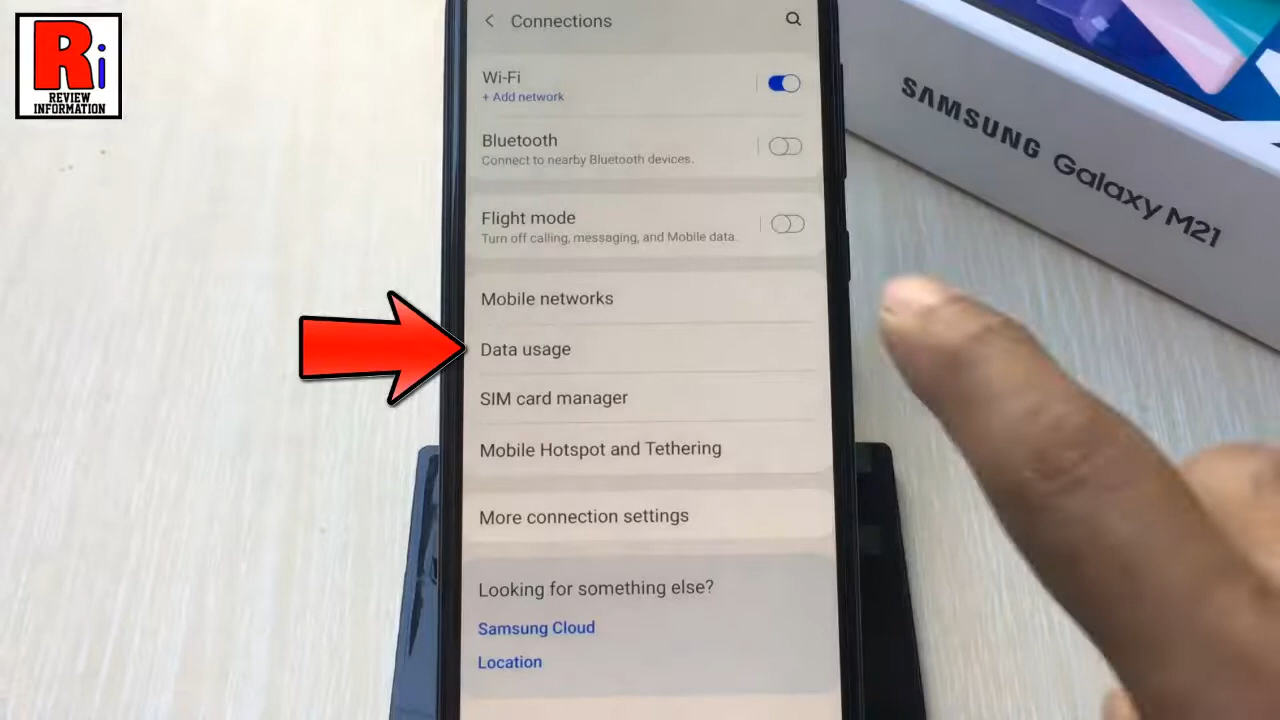 Ri
REVIEW
INFORMATION
Connections
Wi-Fi
+ Add network
Bluetooth
Connect to nearby Bluetooth devices.
Flight mode
Turn off calling, messaging, and Mobile data.
Mobile networks
Data usage
SIM card manager
Mobile Hotspot and Tethering
More connection settings
Looking for something else?
Samsung Cloud
Location
SAMSUNG Galaxy M21